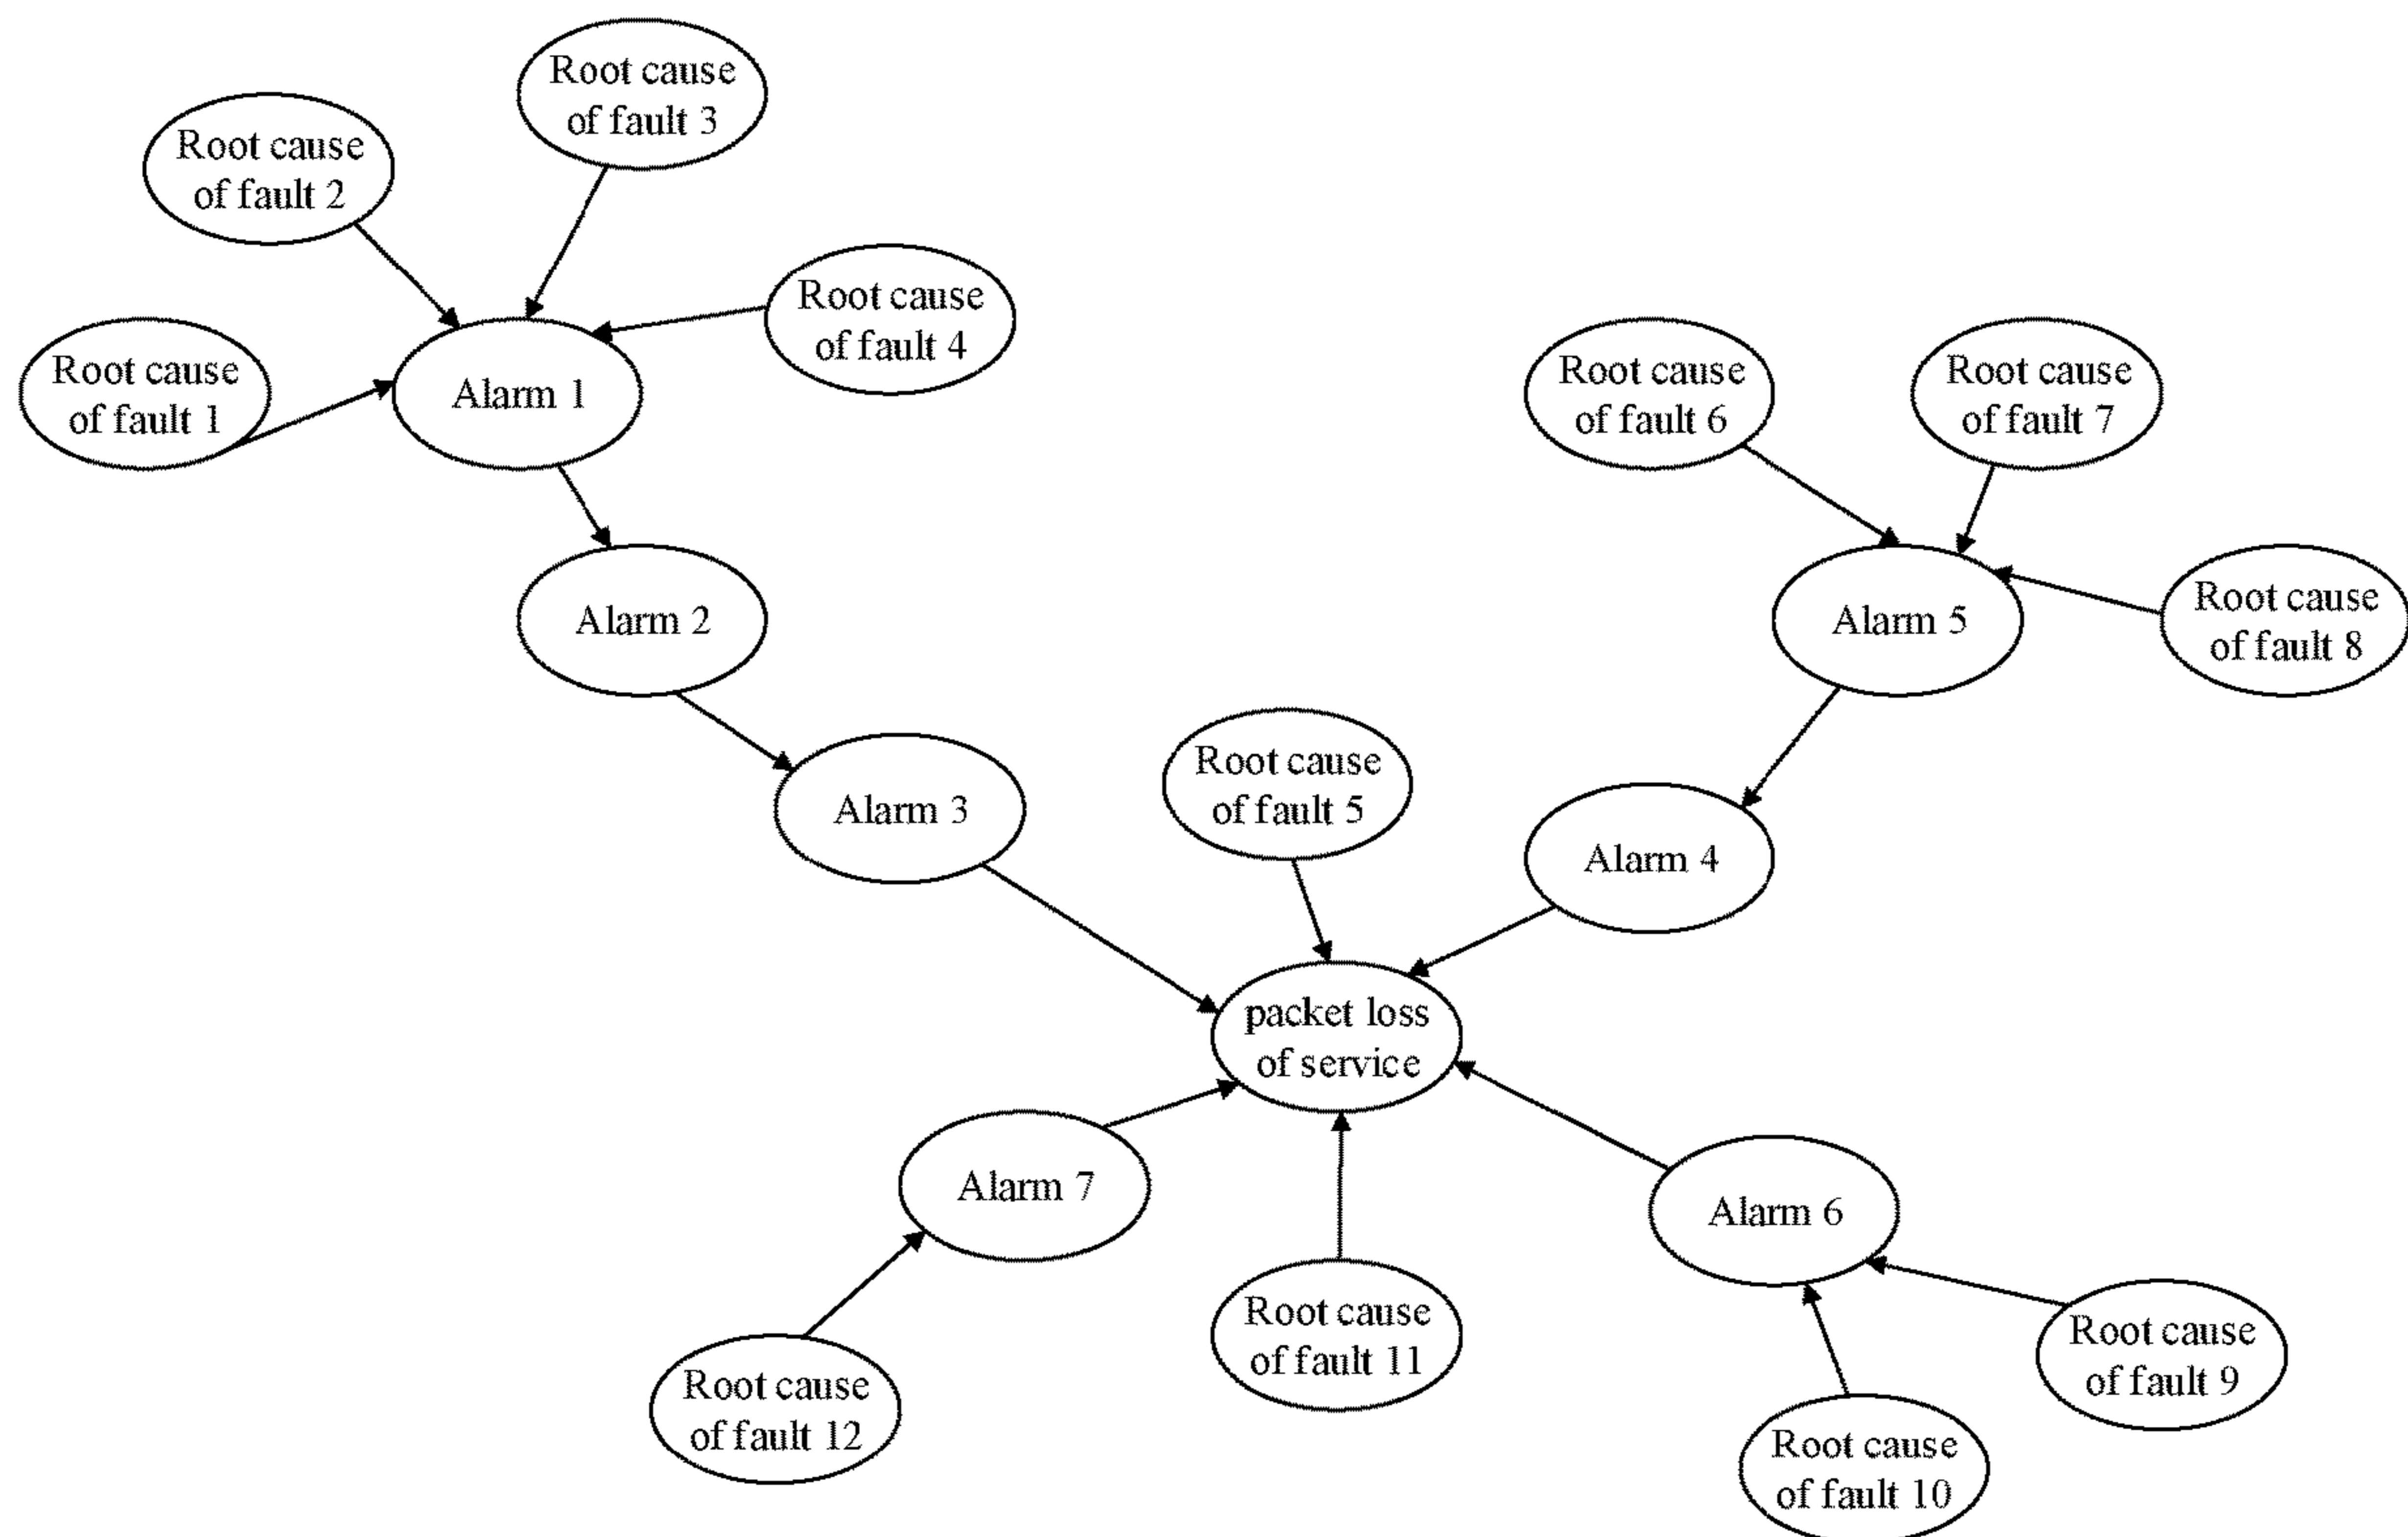 Root cause
of fault 3
Root cause
of fault 2
Root cause
of fault 4
Root cause
of fault 1
Alarm 1
Root cause
of fault 6
Root cause
of fault 7
Alarm 2
Alarm 5
Root cause
of fault 8
Root cause
of fault 5
Alarm 3
Alarm 4
packet loss
of service
Alarm 7
Alarm 6
Root cause
of fault 11
Root cause
of fault 9
Root cause
of fault 12
Root cause
of fault 10